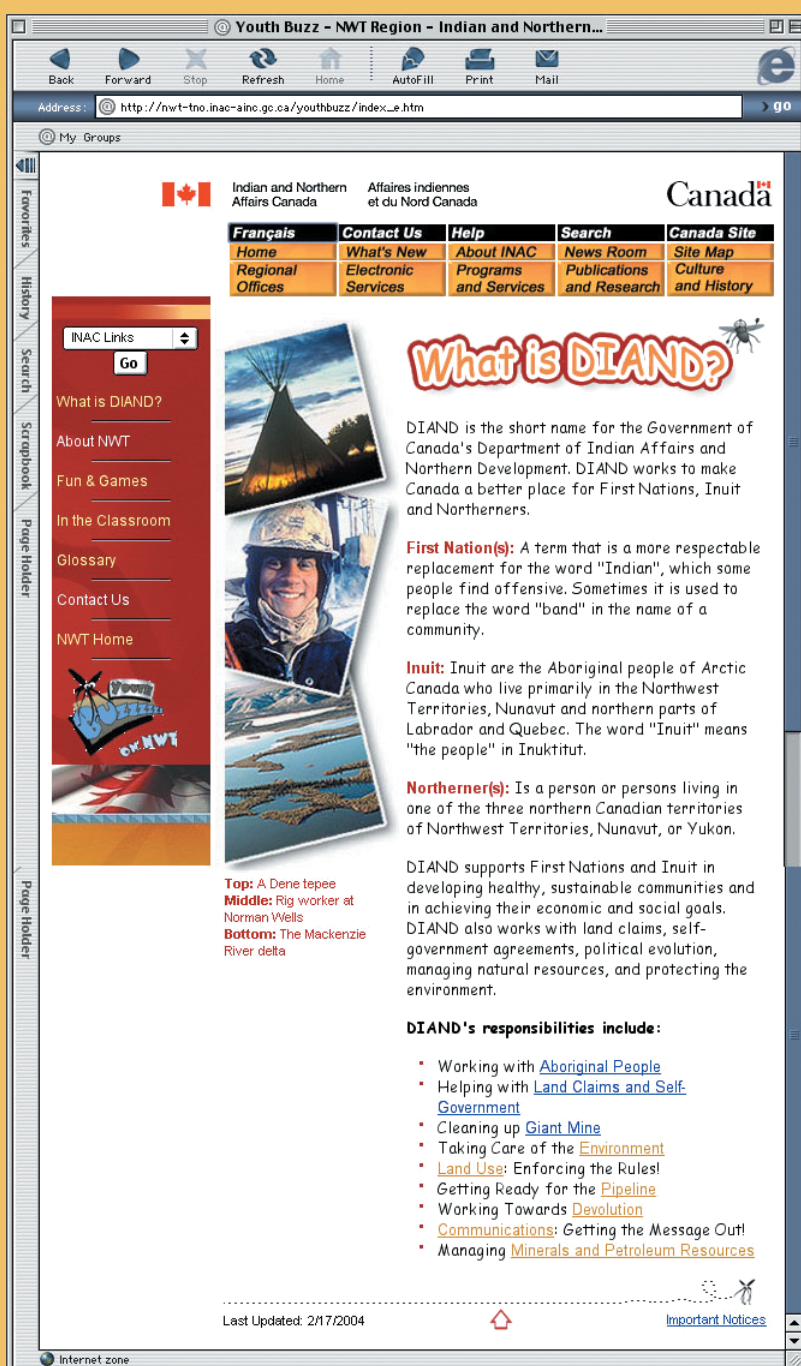 Youth Buzz – NWT Region – Indian and Northern...
Back Forward Stop Refresh Home AutoFill Print Mail
Address: http://nwt-tno.inac-ainc.gc.ca/youthbuzz/index_e.htm go
My Groups
Favorites
History
Search
Scrapbook
Page Holder
Page Holder
Indian and Northern Affairs Canada
Affaires indiennes et du Nord Canada
Canada
Français Contact Us Help Search Canada Site
Home What's New About INAC News Room Site Map
Regional Offices Electronic Services Programs and Services Publications and Research Culture and History
INAC Links
Go
What is DIAND?
About NWT
Fun & Games
In the Classroom
Glossary
Contact Us
NWT Home
YOUTH
BUZZZZZZ
ON.NWT
Top: A Dene tepee
Middle: Rig worker at
Norman Wells
Bottom: The Mackenzie
River delta
What is DIAND?
DIAND is the short name for the Government of
Canada's Department of Indian Affairs and
Northern Development. DIAND works to make
Canada a better place for First Nations, Inuit
and Northerners.
First Nation(s): A term that is a more respectable
replacement for the word "Indian", which some
people find offensive. Sometimes it is used to
replace the word "band" in the name of a
community.
Inuit: Inuit are the Aboriginal people of Arctic
Canada who live primarily in the Northwest
Territories, Nunavut and northern parts of
Labrador and Quebec. The word "Inuit" means
"the people" in Inuktitut.
Northerner(s): Is a person or persons living in
one of the three northern Canadian territories
of Northwest Territories, Nunavut, or Yukon.
DIAND supports First Nations and Inuit in
developing healthy, sustainable communities and
in achieving their economic and social goals.
DIAND also works with land claims, self-
government agreements, political evolution,
managing natural resources, and protecting the
environment.
DIAND's responsibilities include:
Working with Aboriginal People
Helping with Land Claims and Self-
Government
Cleaning up Giant Mine
Taking Care of the Environment
Land Use: Enforcing the Rules!
Getting Ready for the Pipeline
Working Towards Devolution
Communications: Getting the Message Out!
Managing Minerals and Petroleum Resources
Last Updated: 2/17/2004
Important Notices
Internet zone